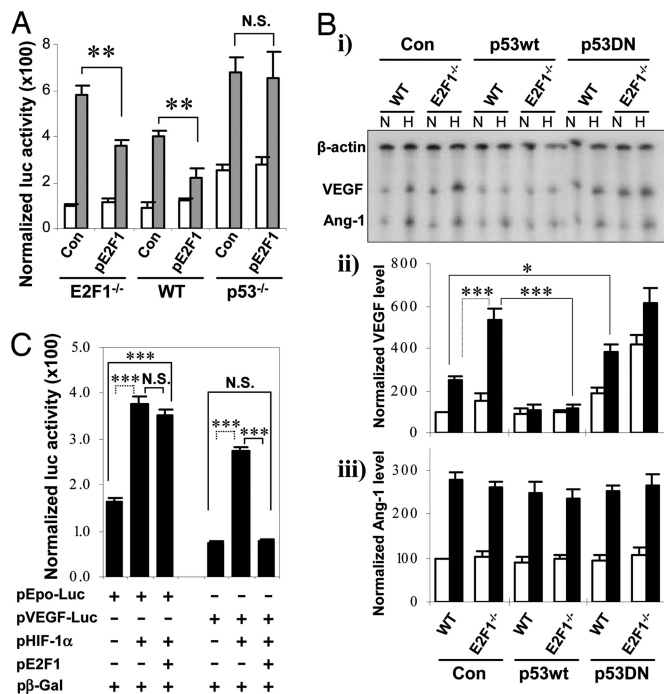 A
Normalized luc activity (x100)
8
6
4
2
1
0
**
**
N.S.
Con
pE2F1
Con
pE2F1
Con
pE2F1
E2F1-/-
WT
p53-/-
B
i)
Con
p53wt
p53DN
WT
E2F1-/-
WT
E2F1-/-
WT
E2F1-/-
N H N H N H N H N H N H
β-actin
VEGF
Ang-1
ii)
Normalized VEGF level
800
600
400
200
100
0
*
***
***
iii)
Normalized Ang-1 level
300
200
100
0
WT
E2F1-/-
WT
E2F1-/-
WT
E2F1-/-
Con
p53wt
p53DN
C
Normalized luc activity (x100)
4.0
3.0
2.0
1.0
0.0
***
***
N.S.
N.S.
***
***
pEpo-Luc + + + − − −
pVEGF-Luc − − − + + +
pHIF-1α − + + − + +
pE2F1 − − + − − +
pβ-Gal + + + + + +